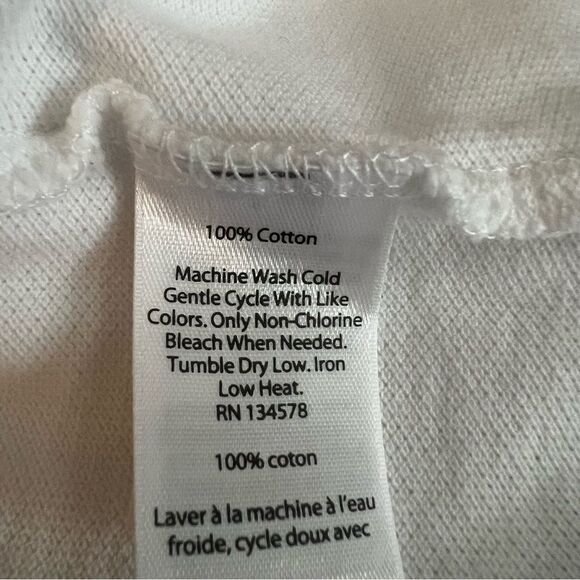 100% Cotton
Machine Wash Cold
Gentle Cycle With Like
Colors. Only Non-Chlorine
Bleach When Needed.
Tumble Dry Low. Iron
Low Heat.
RN 134578
100% coton
Laver à la machine à l'eau
froide, cycle doux avec